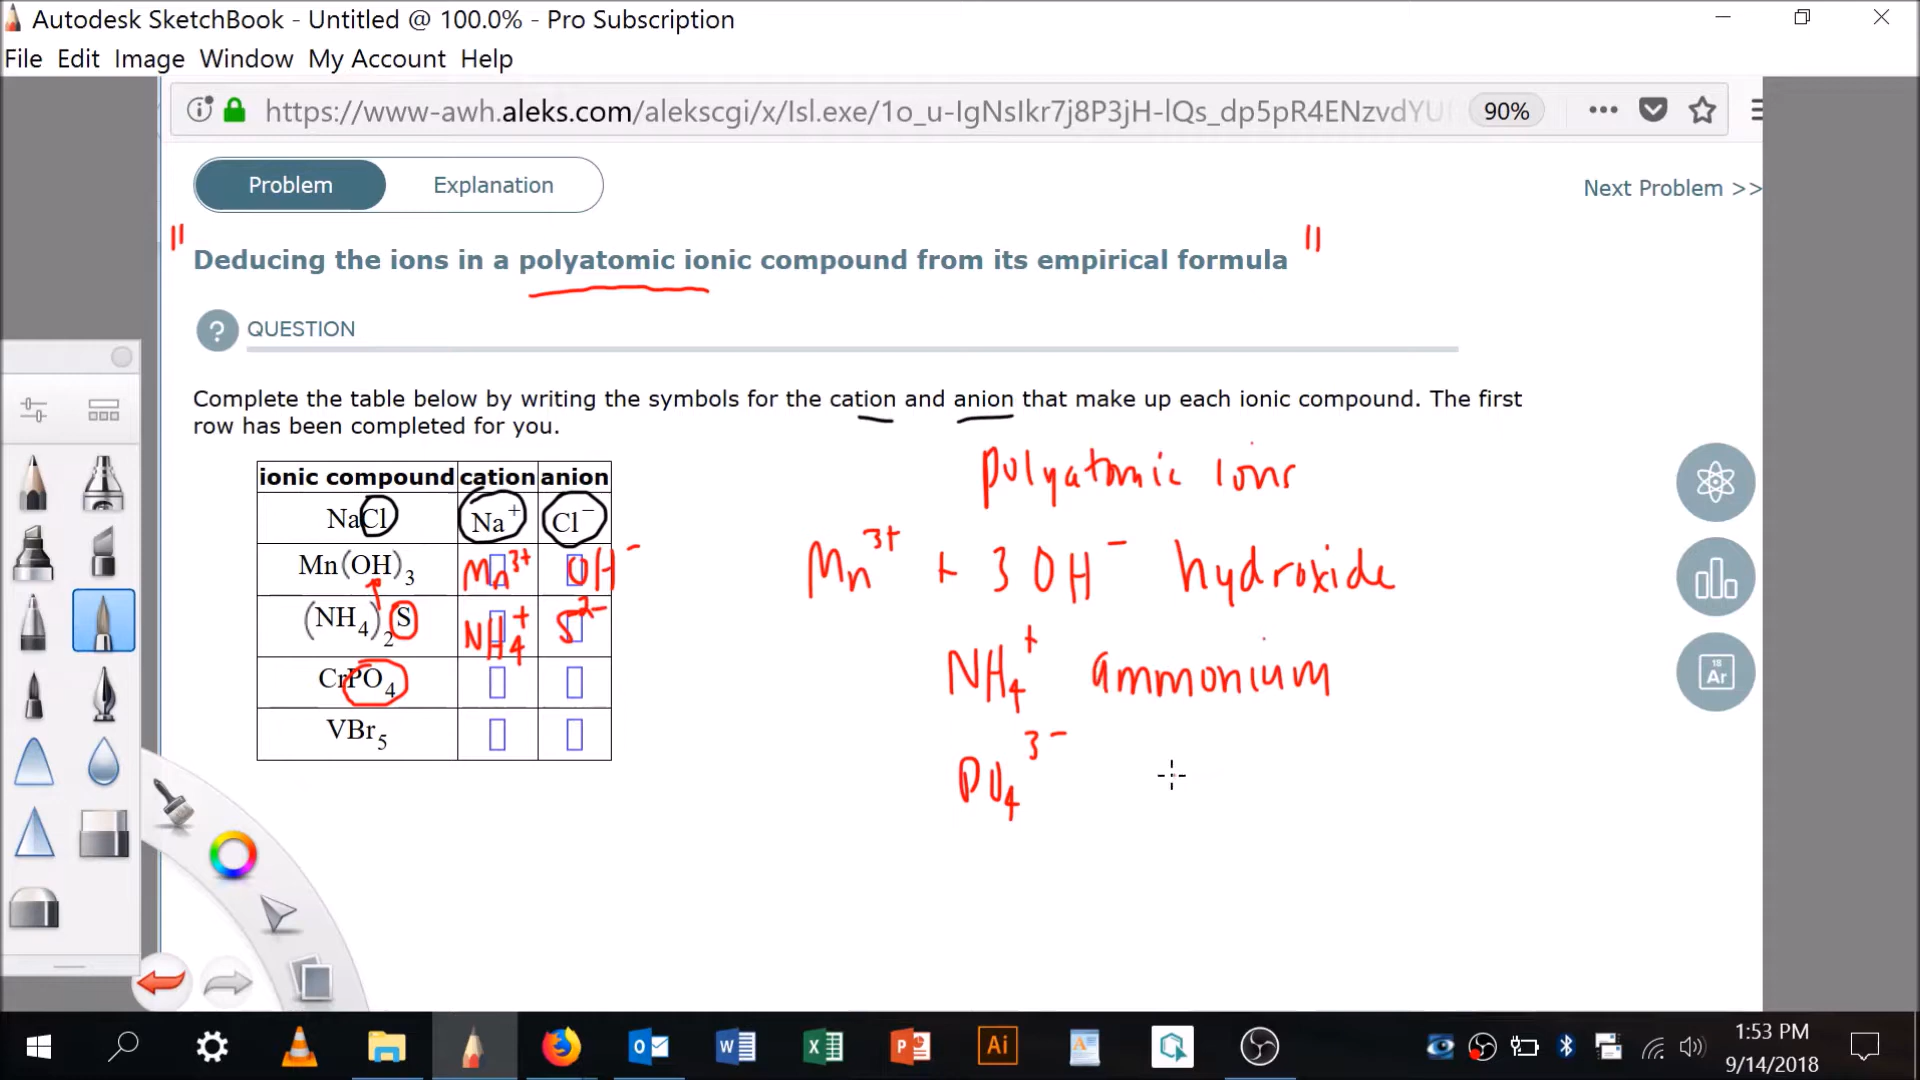 Autodesk SketchBook - Untitled @ 100.0% - Pro Subscription
File Edit Image Window My Account Help
https://www-awh.aleks.com/alekscgi/x/Isl.exe/1o_u-IgNsIkr7j8P3jH-lQs_dp5pR4ENzvdYU
90%
Problem Explanation
Next Problem >>
" Deducing the ions in a polyatomic ionic compound from its empirical formula "
? QUESTION
Complete the table below by writing the symbols for the cation and anion that make up each ionic compound. The first
row has been completed for you.
polyatomic ions
ionic compound cation anion
NaCl Na⁺ Cl⁻
Mn(OH)₃ Mn³⁺ OH⁻
Mn³⁺ + 3 OH⁻ hydroxide
(NH₄)₂S NH₄⁺ S²⁻
NH₄⁺ ammonium
CrPO₄
VBr₅
PO₄³⁻
18
Ar
1:53 PM
9/14/2018